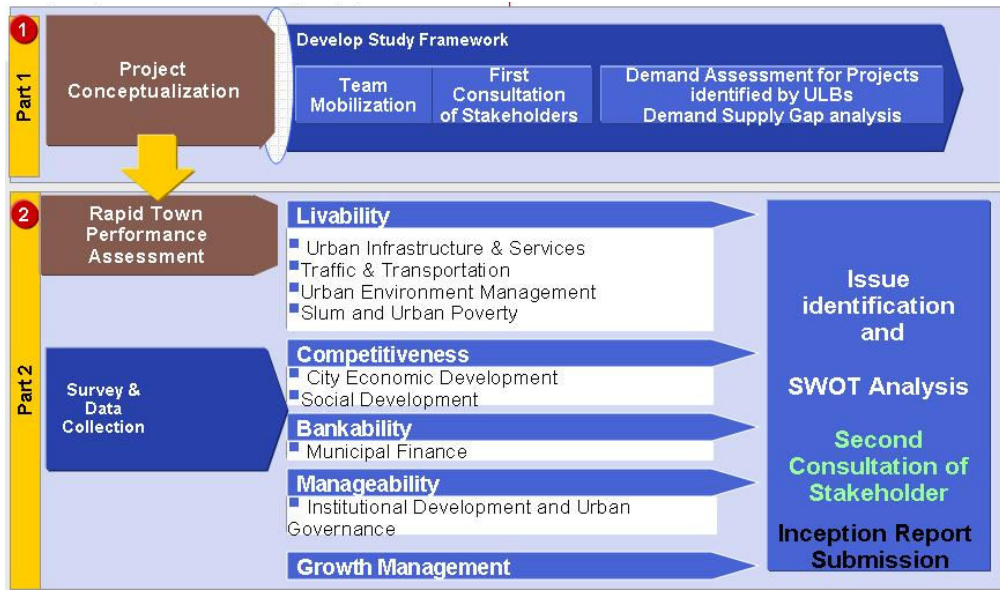 1
Part 1
Project
Conceptualization
Develop Study Framework
Team
Mobilization
First
Consultation
of Stakeholders
Demand Assessment for Projects
identified by ULBs
Demand Supply Gap analysis
2
Part 2
Rapid Town
Performance
Assessment
Survey &
Data
Collection
Livability
Urban Infrastructure & Services
Traffic & Transportation
Urban Environment Management
Slum and Urban Poverty
Competitiveness
City Economic Development
Social Development
Bankability
Municipal Finance
Manageability
Institutional Development and Urban
Governance
Growth Management
Issue
identification
and
SWOT Analysis
Second
Consultation of
Stakeholder
Inception Report
Submission